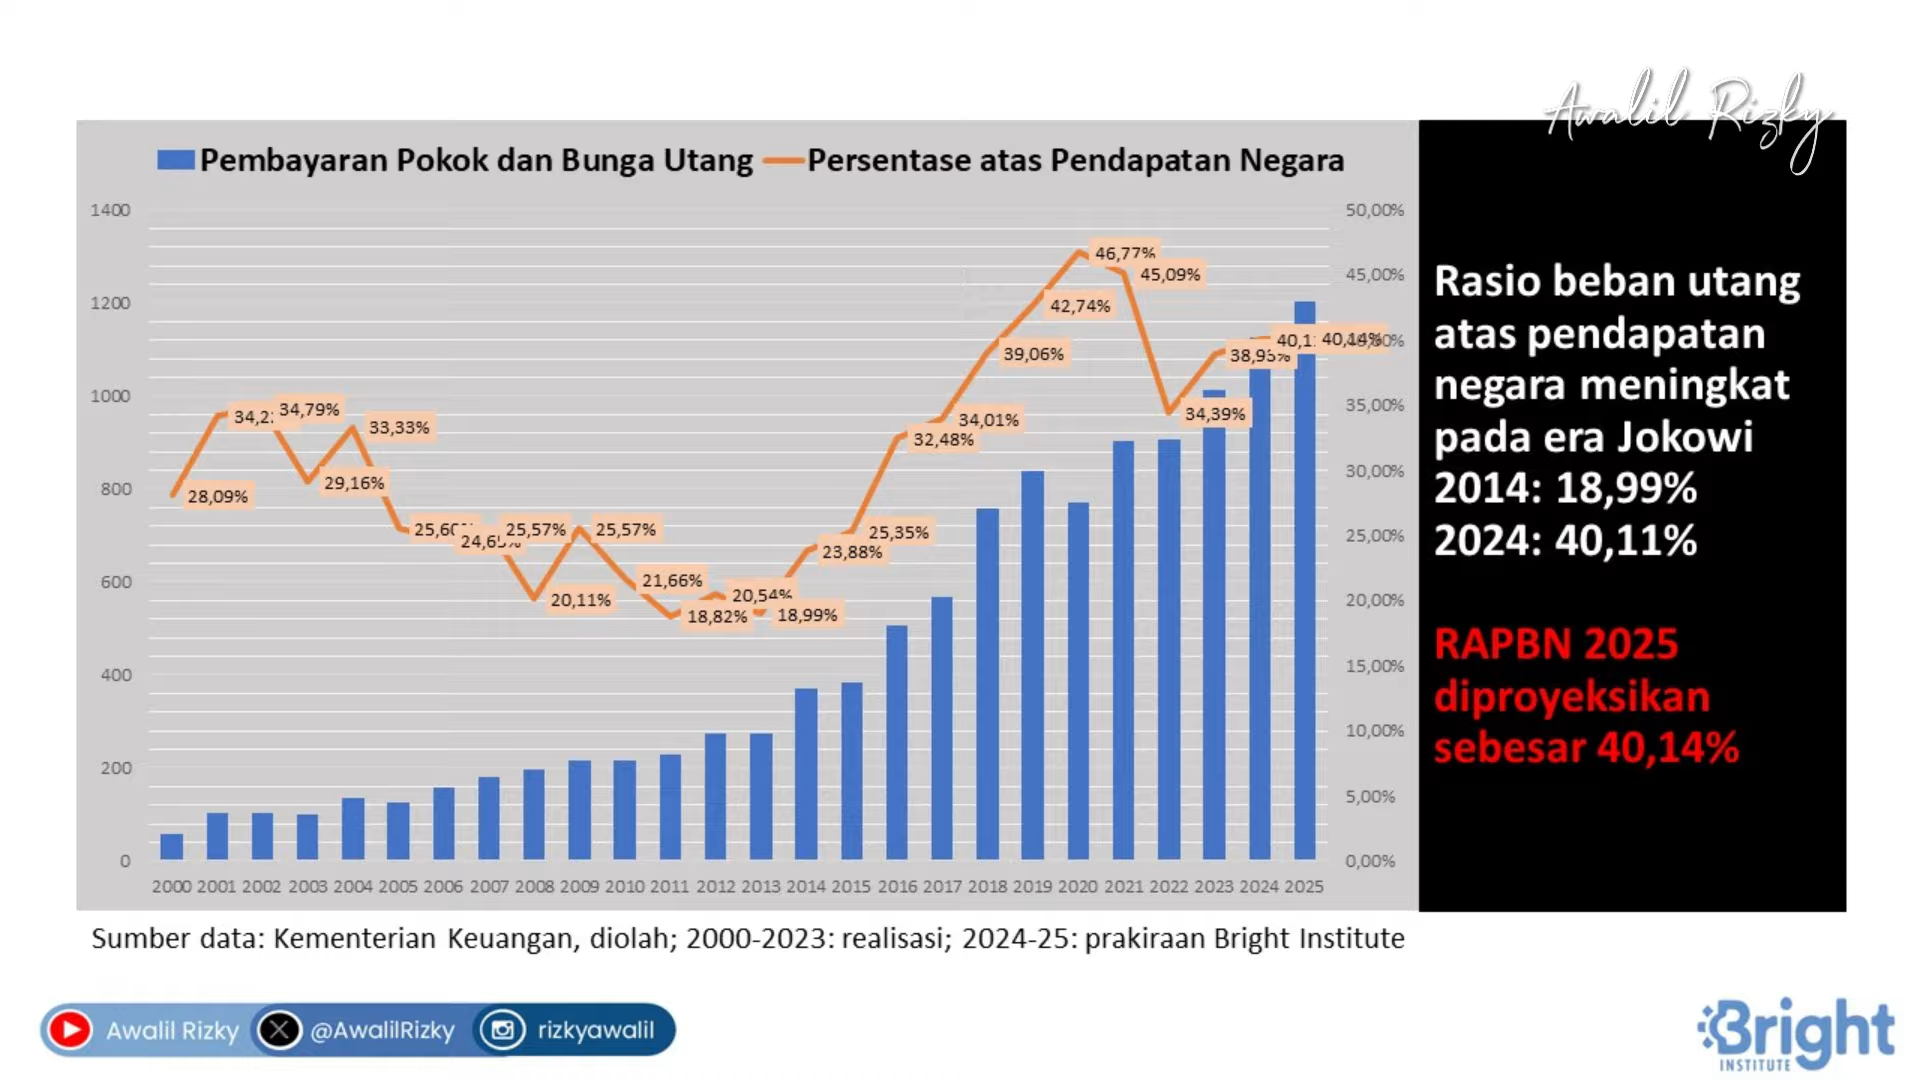 Awalil Rizky
Pembayaran Pokok dan Bunga Utang
Persentase atas Pendapatan Negara
1400
1200
1000
800
600
400
200
0
50,00%
45,00%
35,00%
30,00%
25,00%
20,00%
15,00%
10,00%
5,00%
0,00%
28,09%
34,79%
29,16%
33,33%
25,57%
20,11%
25,57%
21,66%
18,82%
20,54%
18,99%
23,88%
25,35%
32,48%
34,01%
39,06%
42,74%
46,77%
45,09%
34,39%
40,14%
2000 2001 2002 2003 2004 2005 2006 2007 2008 2009 2010 2011 2012 2013 2014 2015 2016 2017 2018 2019 2020 2021 2022 2023 2024 2025
Rasio beban utang
atas pendapatan
negara meningkat
pada era Jokowi
2014: 18,99%
2024: 40,11%
RAPBN 2025
diproyeksikan
sebesar 40,14%
Sumber data: Kementerian Keuangan, diolah; 2000-2023: realisasi; 2024-25: prakiraan Bright Institute
Awalil Rizky
@AwalilRizky
rizkyawalil
Bright
INSTITUTE